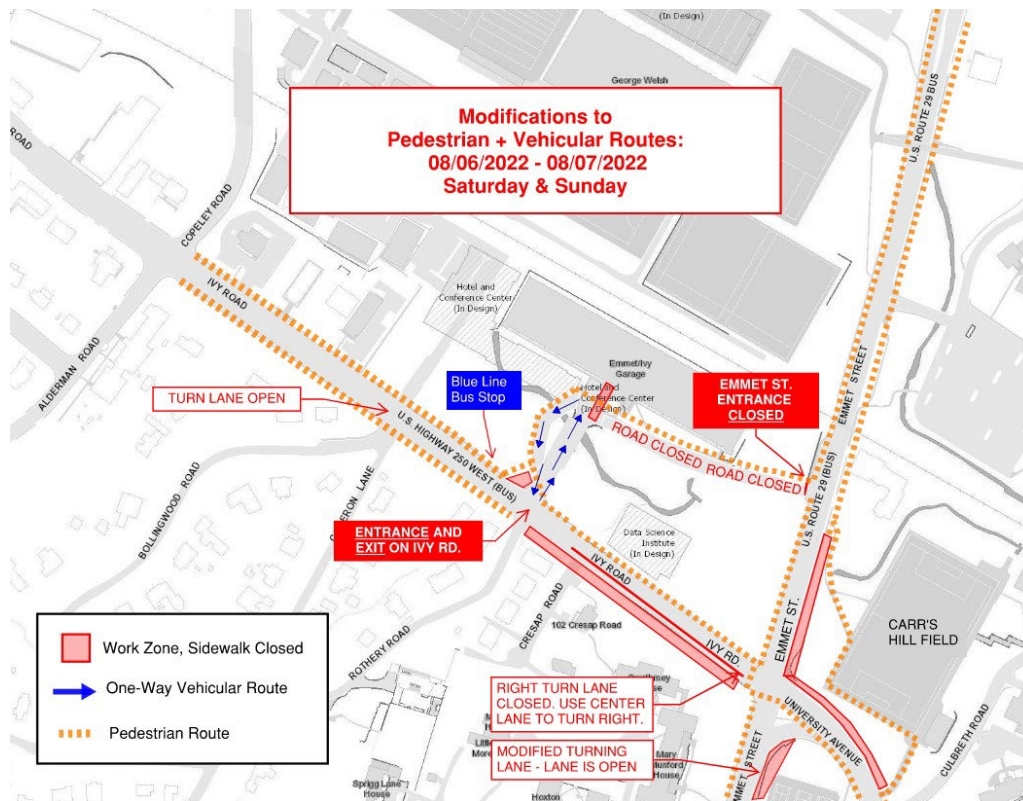 (In Design)
George Welsh
Modifications to
Pedestrian + Vehicular Routes:
08/06/2022 - 08/07/2022
Saturday & Sunday
U.S. ROUTE 29 BUS
ROAD
COPELEY ROAD
IVY ROAD
ALDERMAN ROAD
Hotel and
Conference Center
(In Design)
Emmet/Ivy
Garage
Hotel and
Conference Center
(In Design)
Blue Line
Bus Stop
EMMET ST.
ENTRANCE
CLOSED
EMMET STREET
TURN LANE OPEN
U.S. HIGHWAY 250 WEST (BUS)
ROAD CLOSED ROAD CLOSED
U.S. ROUTE 29 (BUS)
BOLLINGWOOD ROAD
ERON LANE
ENTRANCE AND
EXIT ON IVY RD.
Data Science
Institute
(In Design)
IVY ROAD
CRESAP ROAD
102 Cresap Road
ROTHERY ROAD
IVY RD.
EMMET ST.
CARR'S
HILL FIELD
Work Zone, Sidewalk Closed
One-Way Vehicular Route
Pedestrian Route
RIGHT TURN LANE
CLOSED. USE CENTER
LANE TO TURN RIGHT.
MODIFIED TURNING
LANE - LANE IS OPEN
UNIVERSITY AVENUE
CULBRETH ROAD
EMMET STREET
Mary
Munford
House
Sprigg Lane
House
Hoxton